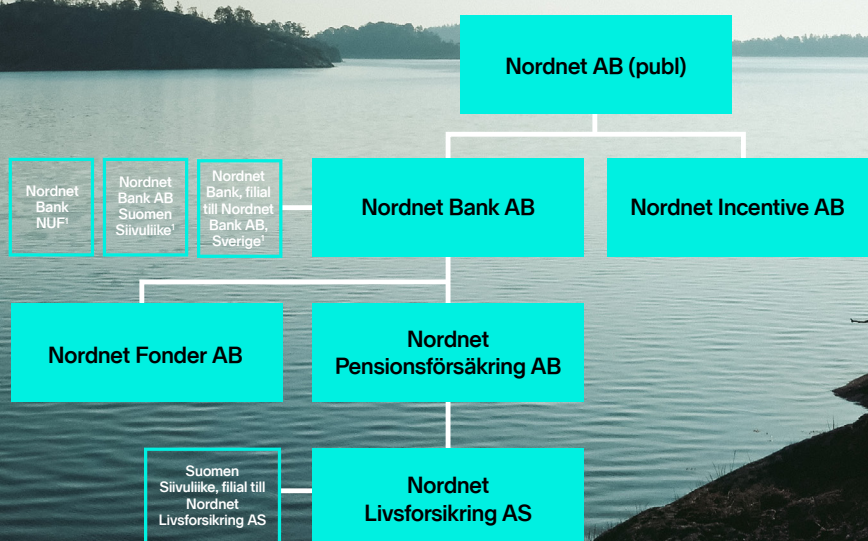 Nordnet AB (publ)
Nordnet
Bank
NUF¹
Nordnet
Bank AB
Suomen
Siivuliike¹
Nordnet
Bank, filial
till Nordnet
Bank AB,
Sverige¹
Nordnet Bank AB
Nordnet Incentive AB
Nordnet Fonder AB
Nordnet
Pensionsförsäkring AB
Suomen
Siivuliike, filial till
Nordnet
Livsforsikring AS
Nordnet
Livsforsikring AS